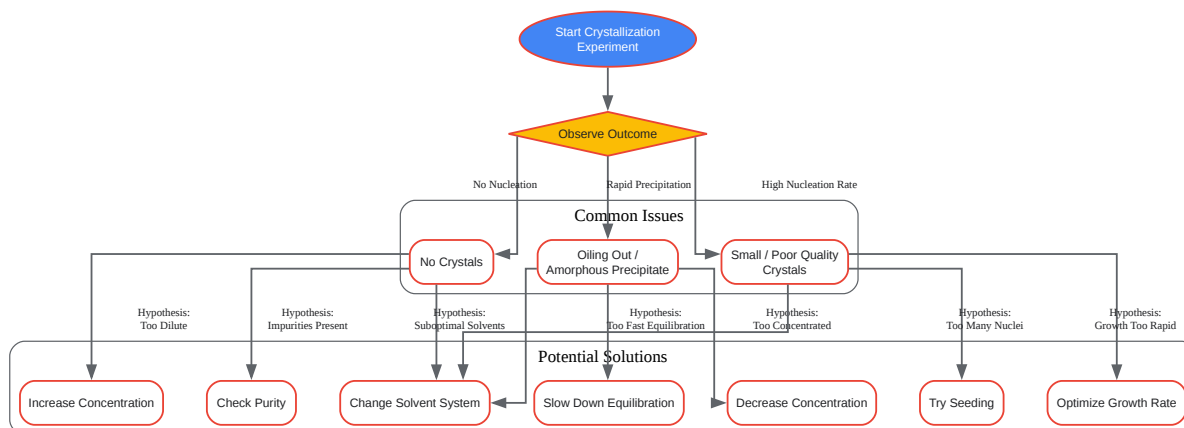 Start Crystallization
Experiment
Observe Outcome
No Nucleation
Rapid Precipitation
High Nucleation Rate
Common Issues
No Crystals
Oiling Out /
Amorphous Precipitate
Small / Poor Quality
Crystals
Hypothesis:
Too Dilute
Hypothesis:
Impurities Present
Hypothesis:
Suboptimal Solvents
Hypothesis:
Too Fast Equilibration
Hypothesis:
Too Concentrated
Hypothesis:
Too Many Nuclei
Hypothesis:
Growth Too Rapid
Potential Solutions
Increase Concentration
Check Purity
Change Solvent System
Slow Down Equilibration
Decrease Concentration
Try Seeding
Optimize Growth Rate